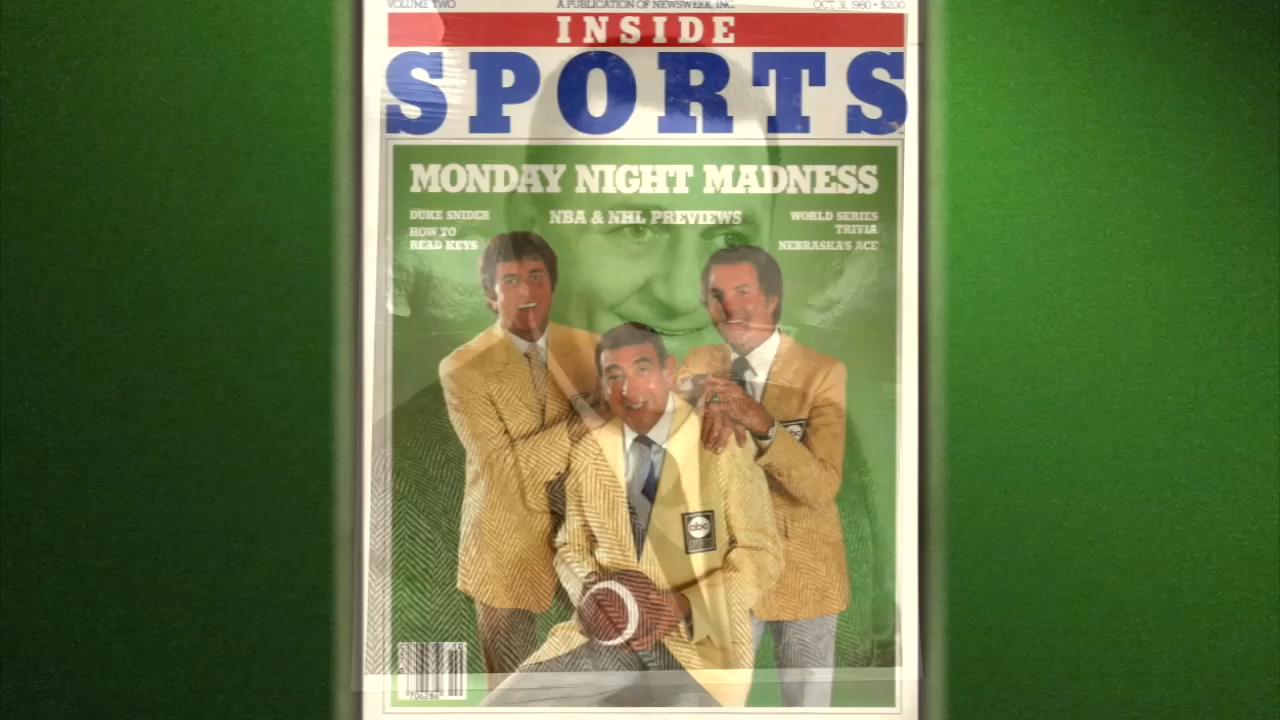 VOLUME TWO
A PUBLICATION OF NEWSWEEK, INC.
OCT. 31, 1980 • $2.00
INSIDE
SPORTS
MONDAY NIGHT MADNESS
DUKE SNIDER
HOW TO
READ KEYS
NBA & NHL PREVIEWS
WORLD SERIES
TRIVIA
NEBRASKA'S ACE
abc
abc